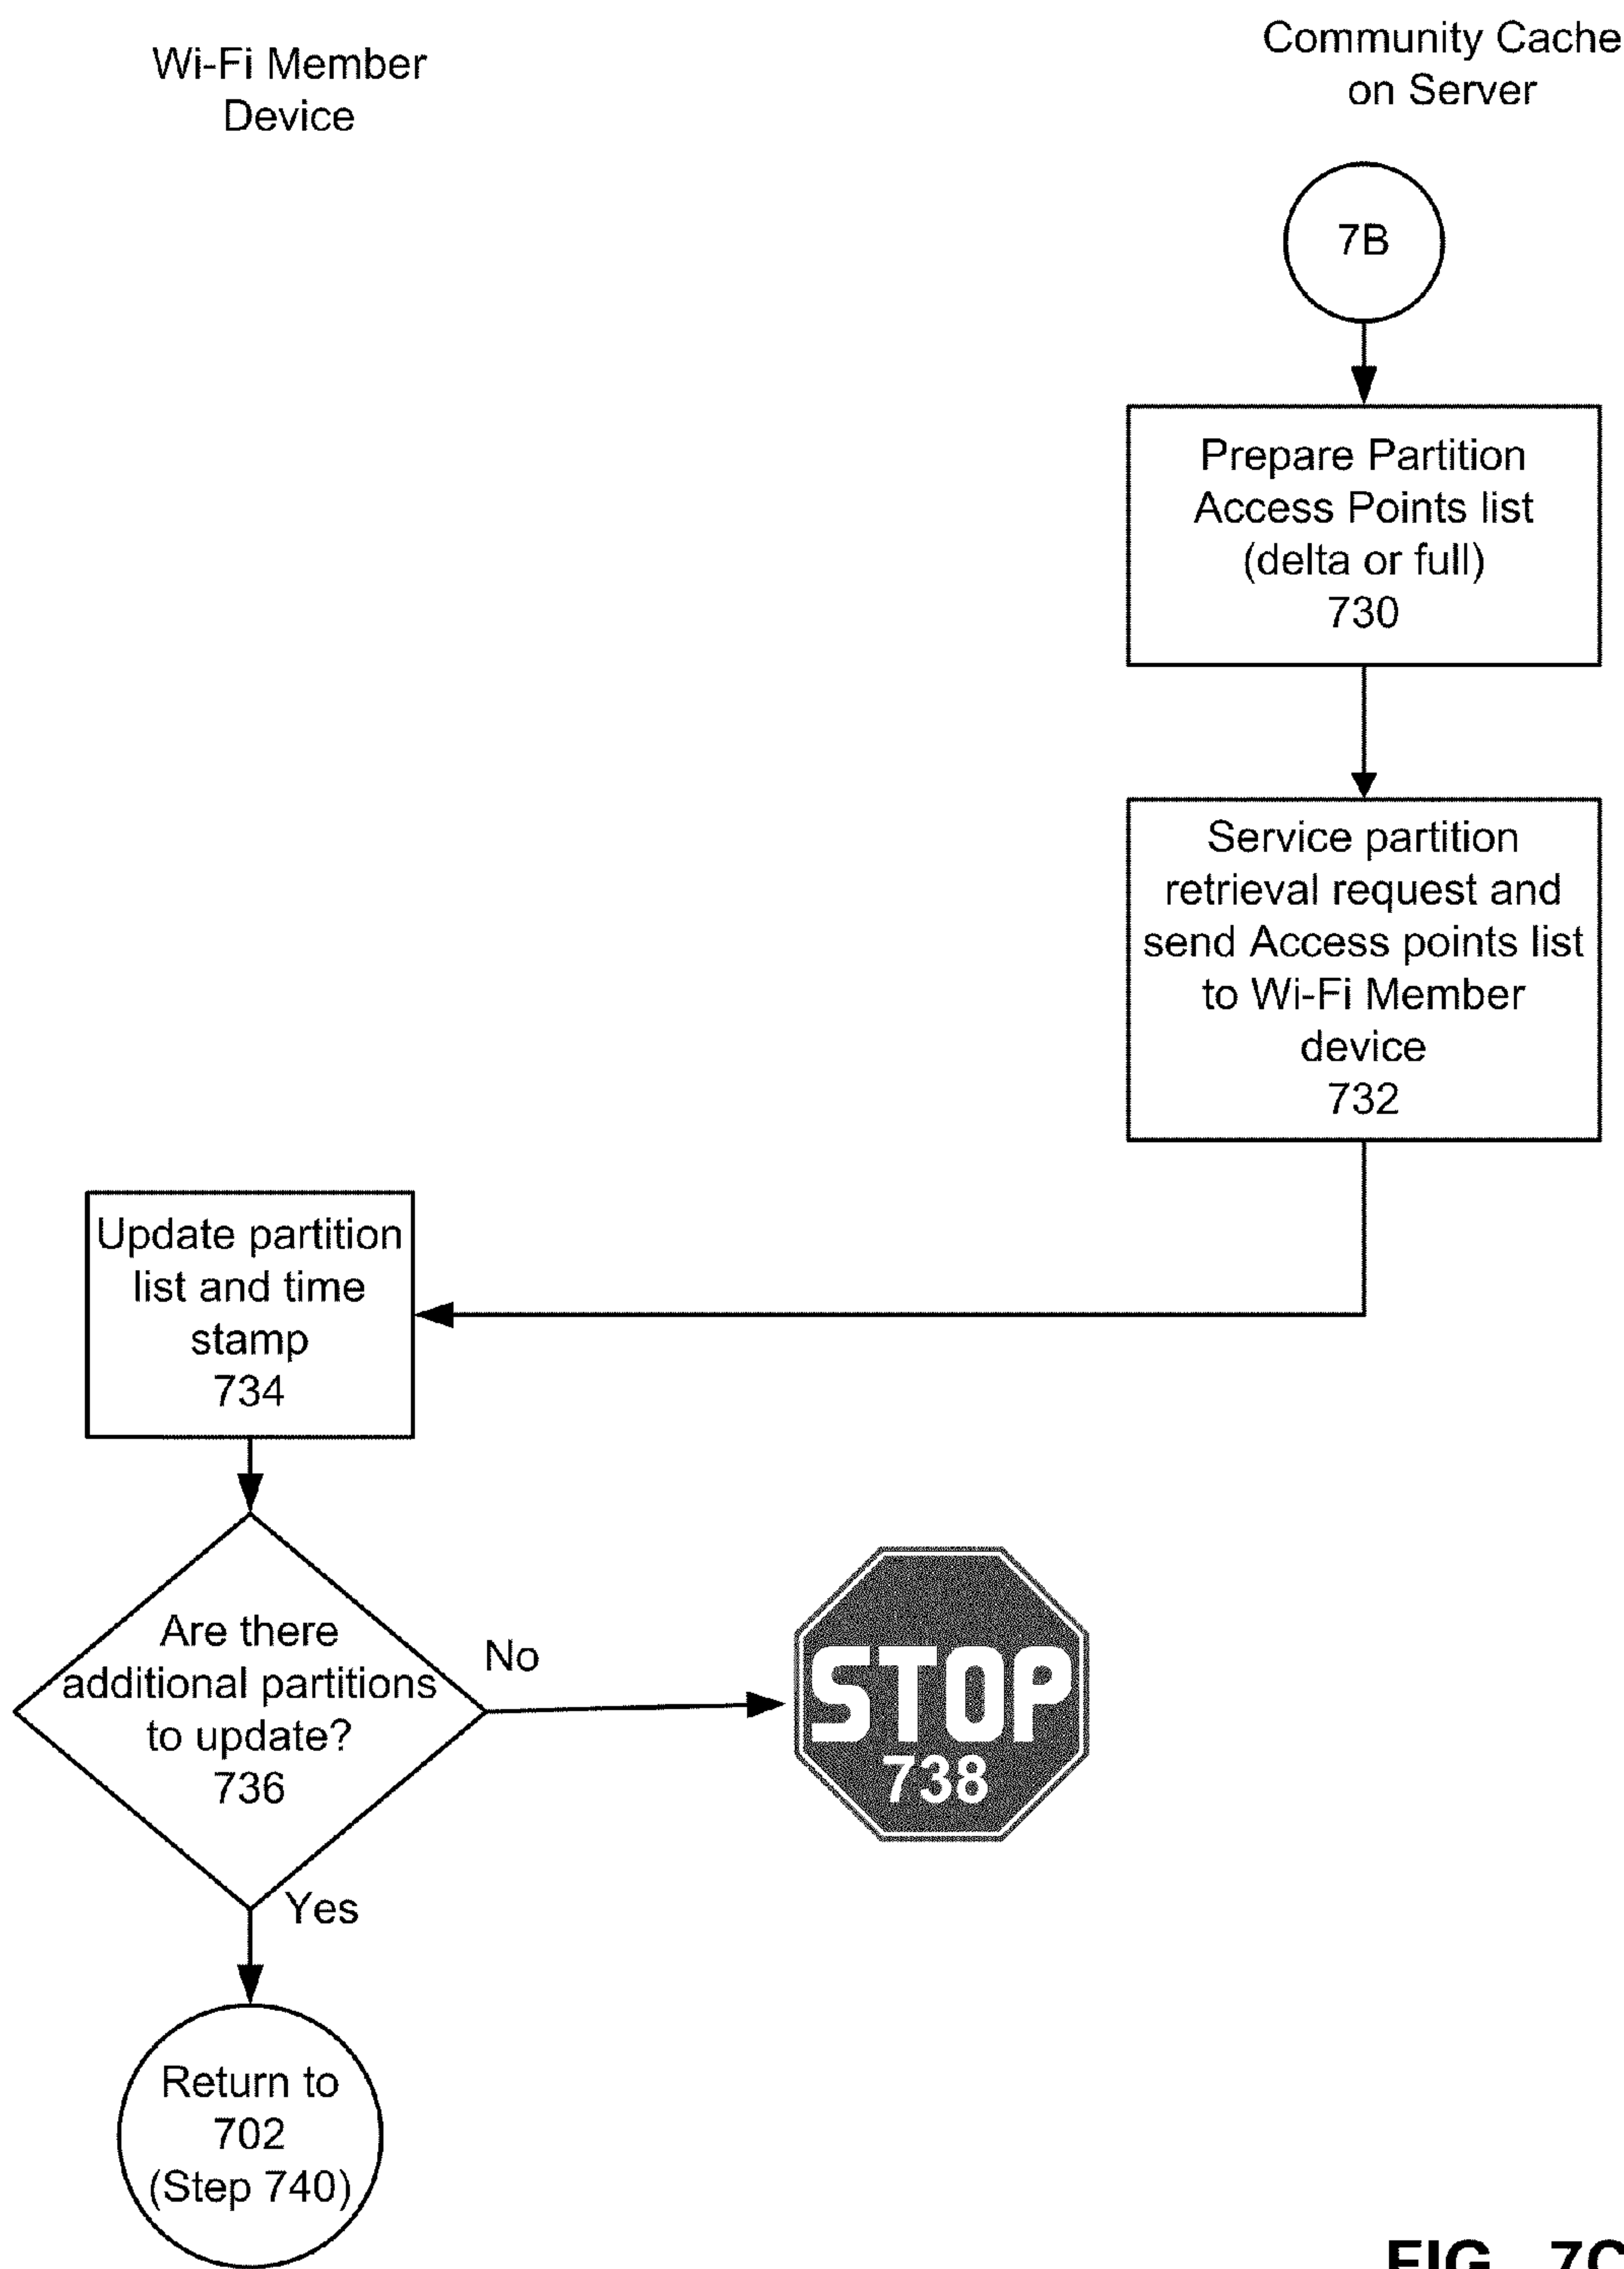 Wi-Fi Member
Device
Community Cache
on Server
7B
Prepare Partition
Access Points list
(delta or full)
730
Service partition
retrieval request and
send Access points list
to Wi-Fi Member
device
732
Update partition
list and time
stamp
734
Are there
additional partitions
to update?
736
No
STOP
738
Yes
Return to
702
(Step 740)
FIG. 7C